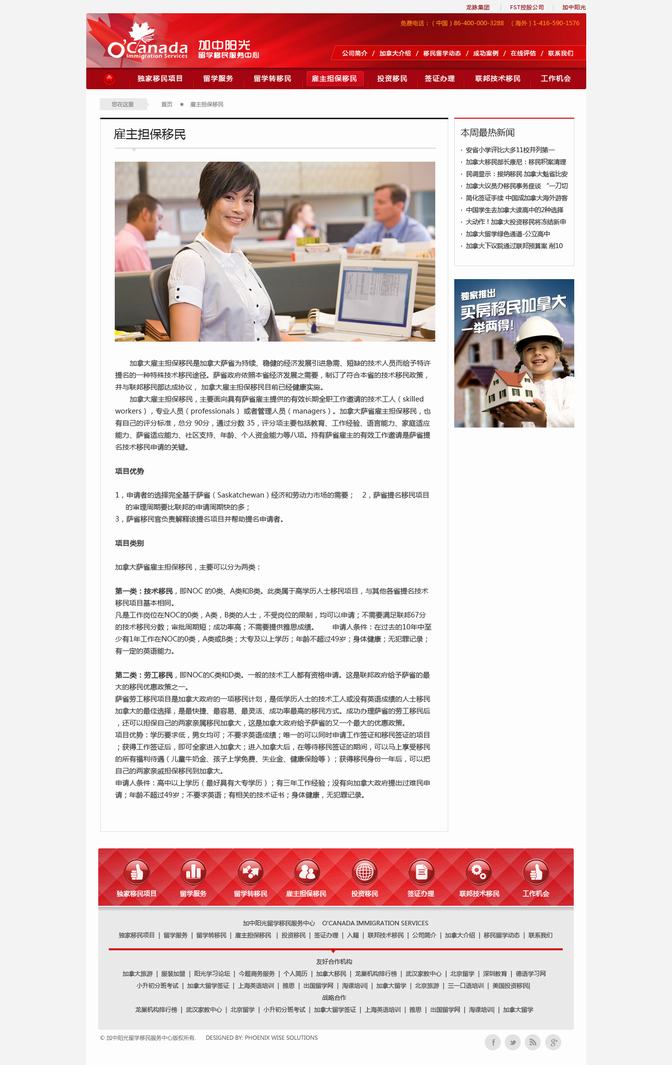 龙脉集团 | FST控股公司 | 加中阳光
免费电话：（中国）86-400-000-3288 （海外）1-416-590-1576
O'Canada
Immigration Services
加中阳光
留学移民服务中心
公司简介 / 加拿大介绍 / 移民留学动态 / 成功案例 / 在线评估 / 联系我们
独家移民项目 留学服务 留学转移民 雇主担保移民 投资移民 签证办理 联邦技术移民 工作机会
您在这里 首页 雇主担保移民
雇主担保移民
加拿大雇主担保移民是加拿大萨省为持续、稳健的经济发展引进急需、短缺的技术人员而给予特许
提名的一种特殊技术移民途径。萨省政府依照本省经济发展之需要，制订了符合本省的技术移民政策，
并与联邦移民部达成协议， 加拿大雇主担保移民目前已经健康实施。
加拿大雇主担保移民，主要面向具有萨省雇主提供的有效长期全职工作邀请的技术工人（skilled
workers），专业人员（professionals）或者管理人员（managers）。加拿大萨省雇主担保移民，也
有自己的评分标准，总分 90分，通过分数 35，评分项主要包括教育、工作经验、语言能力、家庭适应
能力、萨省适应能力、社区支持、年龄、个人资金能力等八项。持有萨省雇主的有效工作邀请是萨省提
名技术移民申请的关键。
项目优势
1，申请者的选择完全基于萨省（Saskatchewan）经济和劳动力市场的需要； 2，萨省提名移民项目
的审理周期要比联邦的申请周期快的多；
3，萨省移民官负责解释该提名项目并帮助提名申请者。
项目类别
加拿大萨省雇主担保移民，主要可以分为两类：
第一类：技术移民，即NOC 的0类、A类和B类。此类属于高学历人士移民项目，与其他各省提名技术
移民项目基本相同。
凡是工作岗位在NOC的0类，A类，B类的人士，不受岗位的限制，均可以申请；不需要满足联邦67分
的技术移民分数；审批周期短；成功率高；不需要提供雅思成绩。 申请人条件：在过去的10年中至
少有1年工作在NOC的0类，A类或B类；大专及以上学历；年龄不超过49岁；身体健康；无犯罪记录；
有一定的英语能力。
第二类：劳工移民，即NOC的C类和D类。一般的技术工人都有资格申请。这是联邦政府给予萨省的最
大的移民优惠政策之一。
萨省劳工移民项目是加拿大政府的一项移民计划，是低学历人士的技术工人或没有英语成绩的人士移民
加拿大的最佳选择，是最快捷、最容易、最灵活、成功率最高的移民方式。成功办理萨省的劳工移民后
，还可以担保自己的两家亲属移民加拿大，这是加拿大政府给予萨省的又一个最大的优惠政策。
项目优势：学历要求低，男女均可；不要求英语成绩；唯一的可以同时申请工作签证和移民签证的项目
；获得工作签证后，即可全家进入加拿大；进入加拿大后，在等待移民签证的期间，可以马上享受移民
的所有福利待遇（儿童牛奶金、孩子上学免费、失业金、健康保险等）；获得移民身份一年后，可以把
自己的两家亲戚担保移民到加拿大。
申请人条件：高中以上学历（最好具有大专学历）；有三年工作经验；没有向加拿大政府提出过难民申
请；年龄不超过49岁；不要求英语；有相关的技术证书；身体健康，无犯罪记录。
本周最热新闻
安省小学评比大多11校并列第一
加拿大移民部长康尼：移民积案清理
民调显示：接纳移民 加拿大魁省比安
加拿大议员办移民事务座谈 “一刀切
简化签证手续 中国成加拿大海外游客
中国学生去加拿大读高中的2种选择
大动作！加拿大投资移民将冻结新申
加拿大留学绿色通道-公立高中
加拿大下议院通过联邦预算案 削10
独家推出
买房移民加拿大
一举两得！
独家移民项目 留学服务 留学转移民 雇主担保移民 投资移民 签证办理 联邦技术移民 工作机会
加中阳光留学移民服务中心 O'CANADA IMMIGRATION SERVICES
独家移民项目 | 留学服务 | 留学转移民 | 雇主担保移民 | 投资移民 | 签证办理 | 入籍 | 联邦技术移民 | 公司简介 | 加拿大介绍 | 移民留学动态 | 联系我们
友好合作机构
加拿大旅游 | 服装加盟 | 阳光学习论坛 | 今题商务服务 | 个人简历 | 加拿大移民 | 龙巢机构排行榜 | 武汉家教中心 | 北京留学 | 深圳教育 | 德语学习网
小升初分班考试 | 加拿大留学签证 | 上海英语培训 | 雅思 | 出国留学网 | 淘课培训| | 加拿大留学 | 北京旅游 | 三一口语培训 | 美国投资移民|
战略合作
龙巢机构排行榜 | 武汉家教中心 | 北京留学 | 小升初分班考试 | 加拿大留学签证 | 上海英语培训 | 雅思 | 出国留学网 | 淘课培训| | 加拿大留学
© 加中阳光留学移民服务中心版权所有. DESIGNED BY: PHOENIX WISE SOLUTIONS